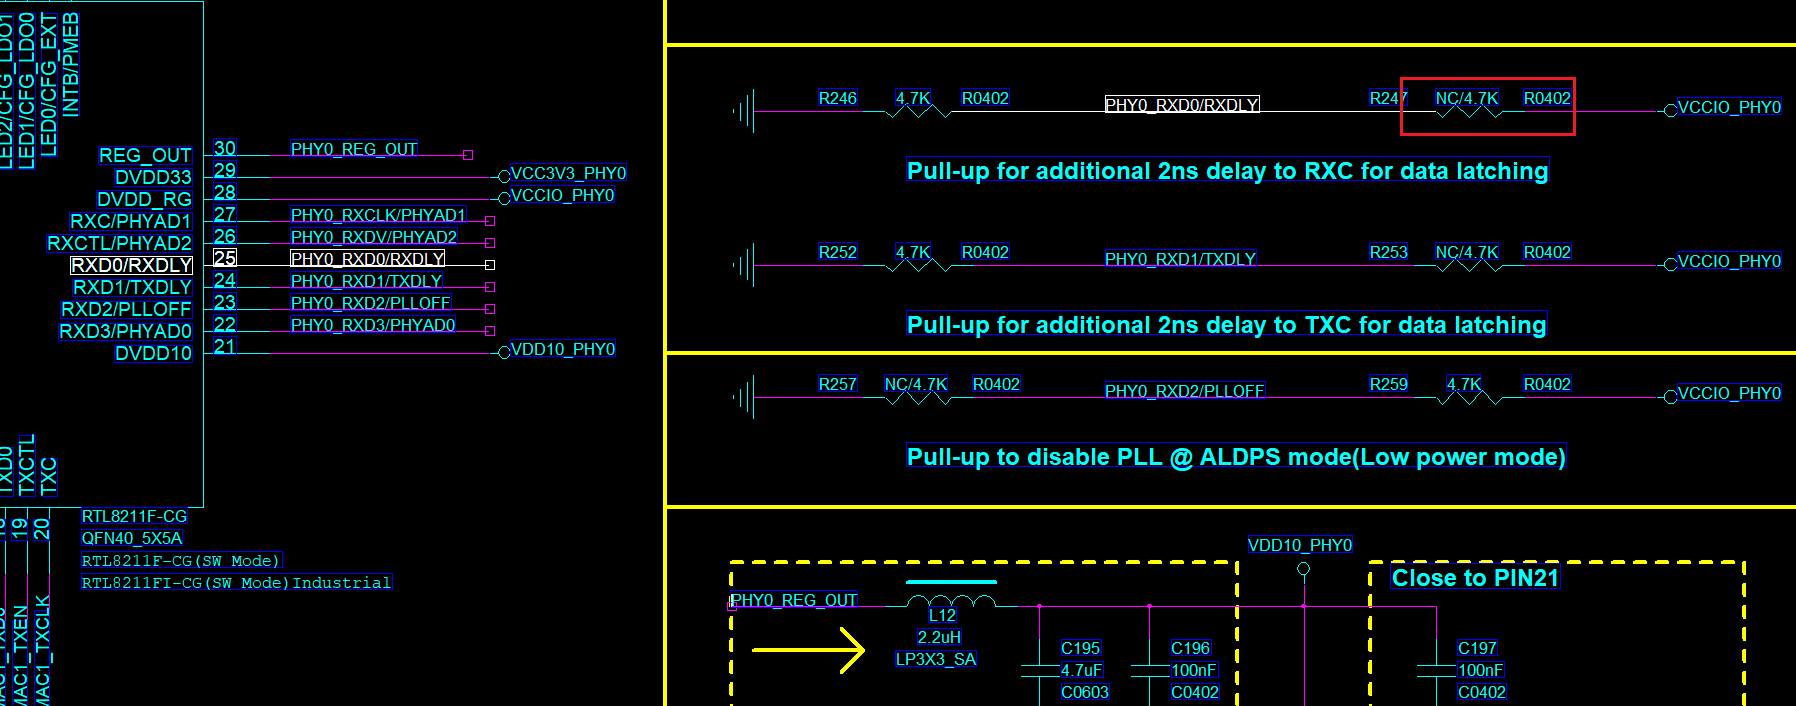 LED2/CFG_LDO1
LED1/CFG_LDO0
LED0/CFG_EXT
INTB/PMEB
REG_OUT 30 PHY0_REG_OUT
DVDD33 29 VCC3V3_PHY0
DVDD_RG 28 VCCIO_PHY0
RXC/PHYAD1 27 PHY0_RXCLK/PHYAD1
RXCTL/PHYAD2 26 PHY0_RXDV/PHYAD2
RXD0/RXDLY 25 PHY0_RXD0/RXDLY
RXD1/TXDLY 24 PHY0_RXD1/TXDLY
RXD2/PLLOFF 23 PHY0_RXD2/PLLOFF
RXD3/PHYAD0 22 PHY0_RXD3/PHYAD0
DVDD10 21 VDD10_PHY0
TXD0
TXCTL
TXC
19
20
MAC1_TXEN
MAC1_TXCLK
RTL8211F-CG
QFN40_5X5A
RTL8211F-CG(SW Mode)
RTL8211FI-CG(SW Mode)Industrial
R246 4.7K R0402 PHY0_RXD0/RXDLY R247 NC/4.7K R0402 VCCIO_PHY0
Pull-up for additional 2ns delay to RXC for data latching
R252 4.7K R0402 PHY0_RXD1/TXDLY R253 NC/4.7K R0402 VCCIO_PHY0
Pull-up for additional 2ns delay to TXC for data latching
R257 NC/4.7K R0402 PHY0_RXD2/PLLOFF R259 4.7K R0402 VCCIO_PHY0
Pull-up to disable PLL @ ALDPS mode(Low power mode)
VDD10_PHY0
Close to PIN21
PHY0_REG_OUT
L12
2.2uH
LP3X3_SA
C195
4.7uF
C0603
C196
100nF
C0402
C197
100nF
C0402